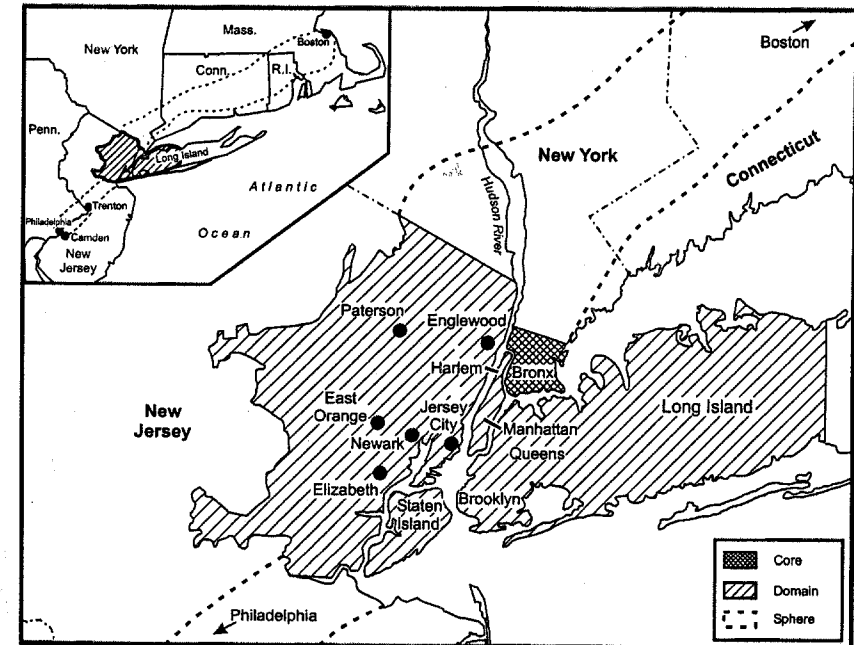 New York
Mass.
Boston
Conn.
R.I.
Penn.
Long Island
Atlantic
Ocean
Trenton
Philadelphia
Camden
New
Jersey
Boston
New York
Connecticut
Hudson River
Paterson
Englewood
Harlem
Bronx
East
Orange
Jersey
City
Newark
Manhattan
Long Island
Queens
New
Jersey
Elizabeth
Staten
Island
Brooklyn
Philadelphia
Core
Domain
Sphere